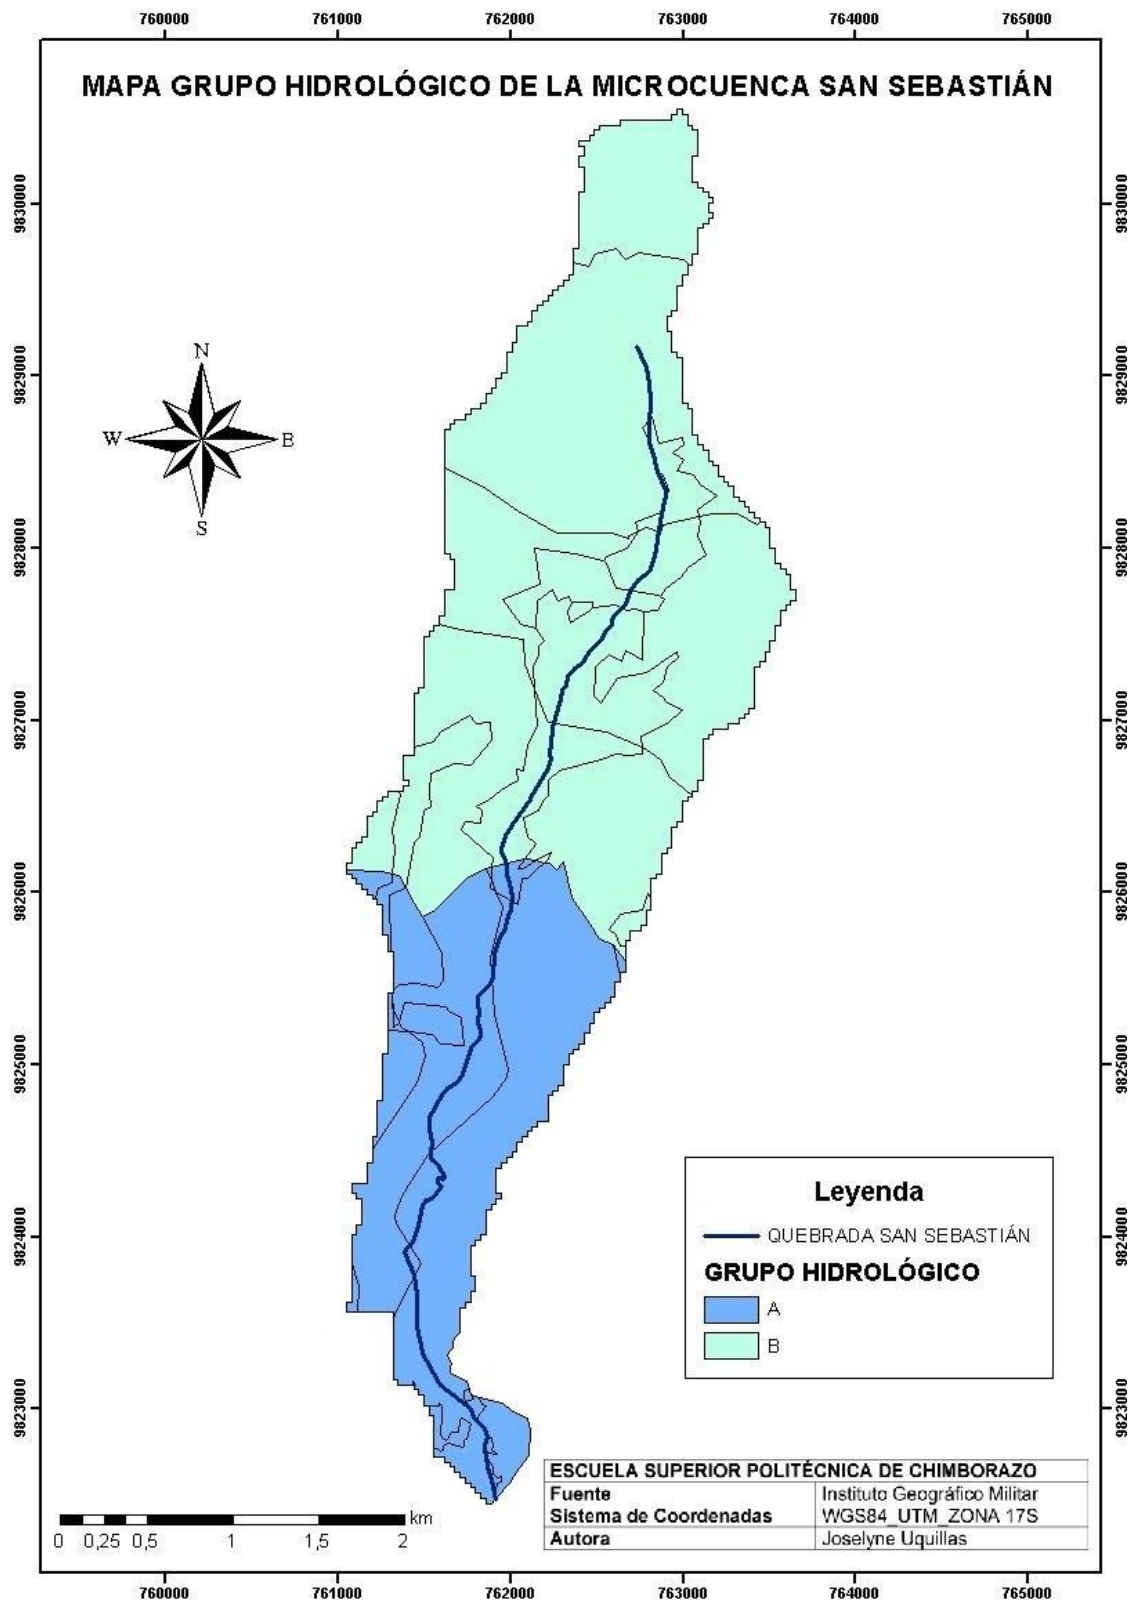 760000 761000 762000 763000 764000 765000
MAPA GRUPO HIDROLÓGICO DE LA MICROCUENCA SAN SEBASTIÁN
9830000 9830000
9829000 9829000
N
W E
S
9828000 9828000
9827000 9827000
9826000 9826000
9825000 9825000
Leyenda
QUEBRADA SAN SEBASTIÁN
9824000 9824000
GRUPO HIDROLÓGICO
A
B
9823000 9823000
ESCUELA SUPERIOR POLITÉCNICA DE CHIMBORAZO
Fuente Instituto Geográfico Militar
Sistema de Coordenadas WGS84_UTM_ZONA 17S
Autora Joselyne Uquillas
km
0 0,25 0,5 1 1,5 2
760000 761000 762000 763000 764000 765000